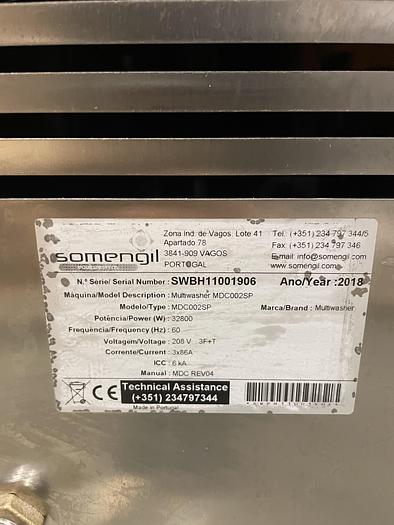 somengil
Zona Ind. de Vagos, Lote 41
Apartado 78
3841-909 VAGOS
PORTUGAL
Tel. (+351) 234 797 344/5
Fax: (+351) 234 797 346
E.mail: info@somengil.com
www.somengil.com
N.º Série/ Serial Number : SWBH11001906 Ano/Year :2018
Máquina/Model Description : Multiwasher MDC002SP
Modelo/Type : MDC002SP Marca/Brand : Multiwasher
Potência/Power (W) : 32800
Frequência/Frequency (Hz) : 60
Voltagem/Voltage : 208 V 3F+T
Corrente/Current : 3x86A
ICC : 6 kA
Manual : MDC REV04
CE
Technical Assistance
(+351) 234797344
Made in Portugal